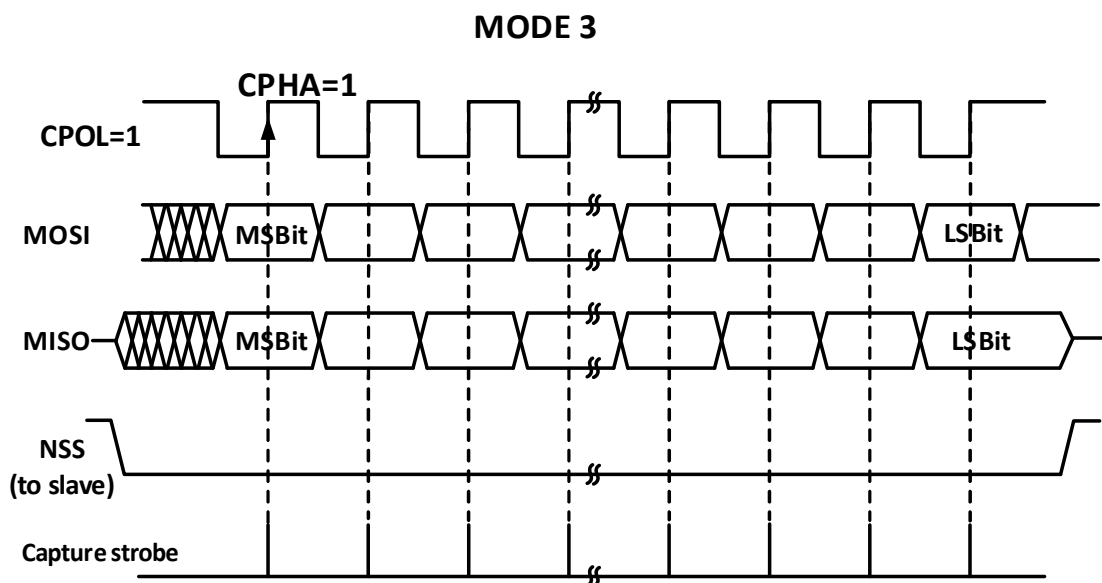 MODE 3
CPHA=1
CPOL=1
MOSI
MSBit
LSBit
MISO
MSBit
LSBit
NSS
(to slave)
Capture strobe